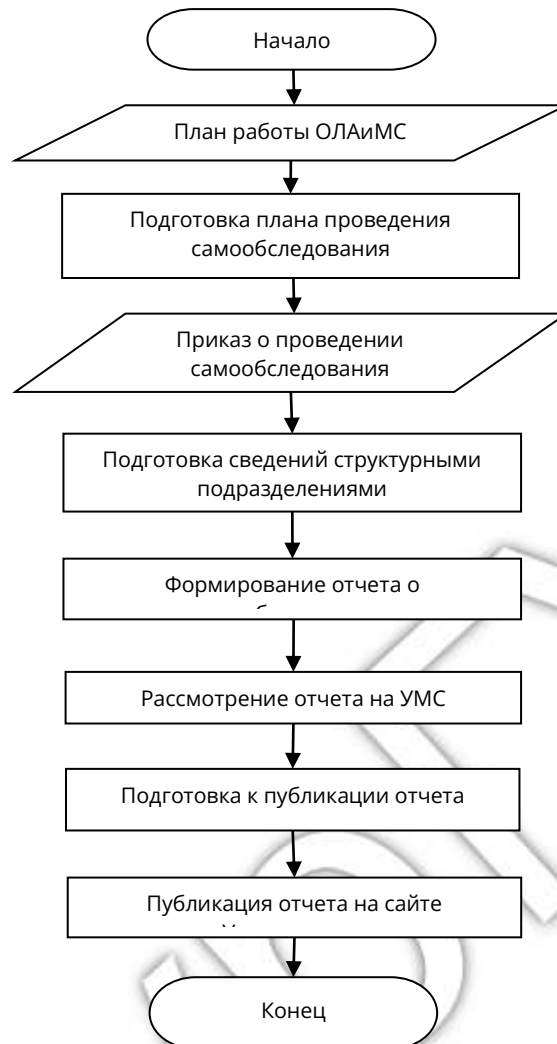 Начало
План работы ОЛАиМС
Подготовка плана проведения
самообследования
Приказ о проведении
самообследования
Подготовка сведений структурными
подразделениями
Формирование отчета о
Рассмотрение отчета на УМС
Подготовка к публикации отчета
Публикация отчета на сайте
Конец